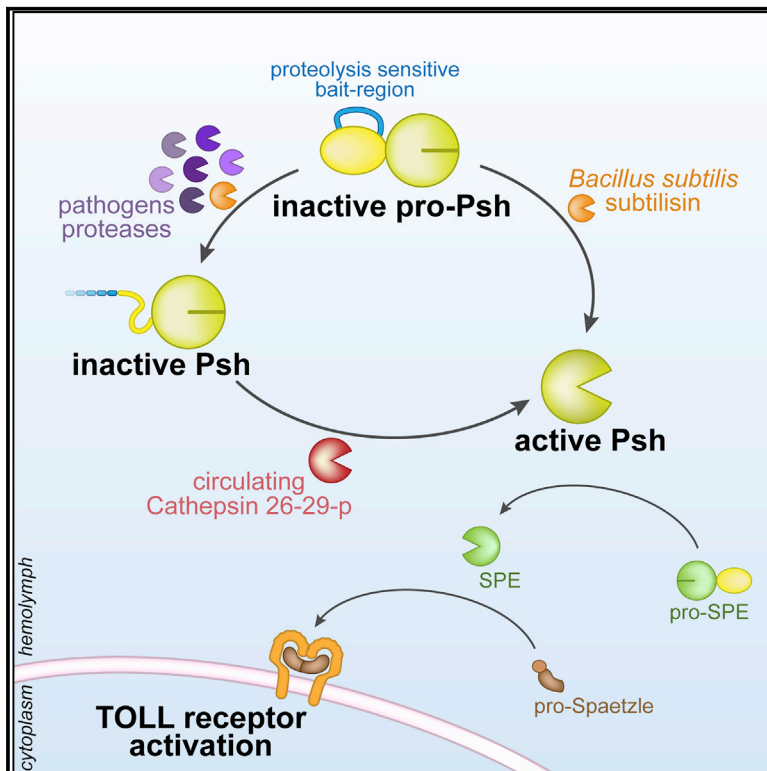 proteolysis sensitive
bait-region
pathogens
proteases
inactive pro-Psh
Bacillus subtilis
subtilisin
inactive Psh
active Psh
circulating
Cathepsin 26-29-p
SPE
pro-SPE
hemolymph
cytoplasm
TOLL receptor
activation
pro-Spaetzle